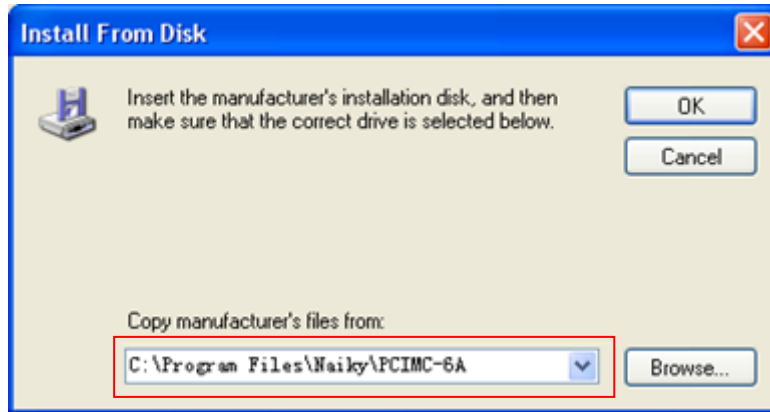 Install From Disk
Insert the manufacturer's installation disk, and then
make sure that the correct drive is selected below.
OK
Cancel
Copy manufacturer's files from:
C:\Program Files\Naiky\PCIMC-6A
Browse...